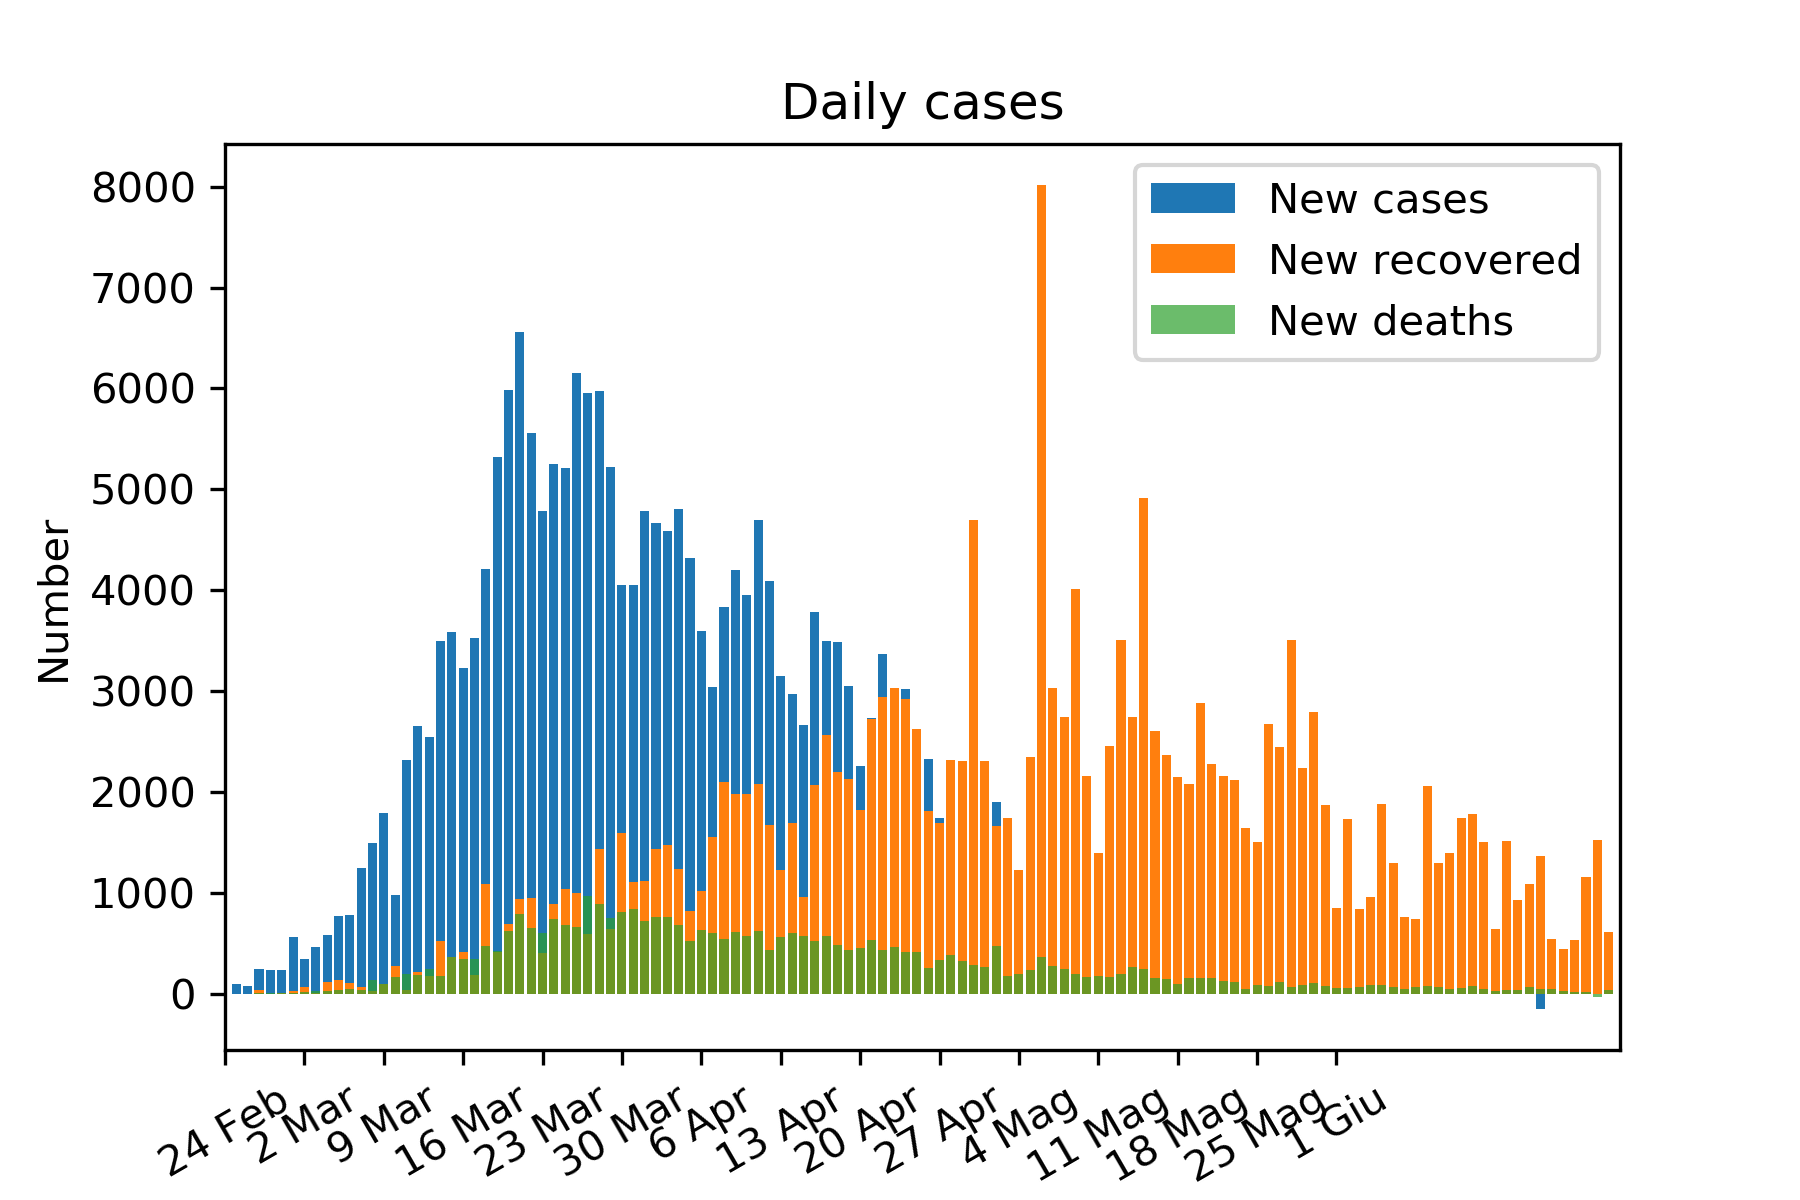 Daily cases
New cases
New recovered
New deaths
Number
8000
7000
6000
5000
4000
3000
2000
1000
0
24 Feb
2 Mar
9 Mar
16 Mar
23 Mar
30 Mar
6 Apr
13 Apr
20 Apr
27 Apr
4 Mag
11 Mag
18 Mag
25 Mag
1 Giu